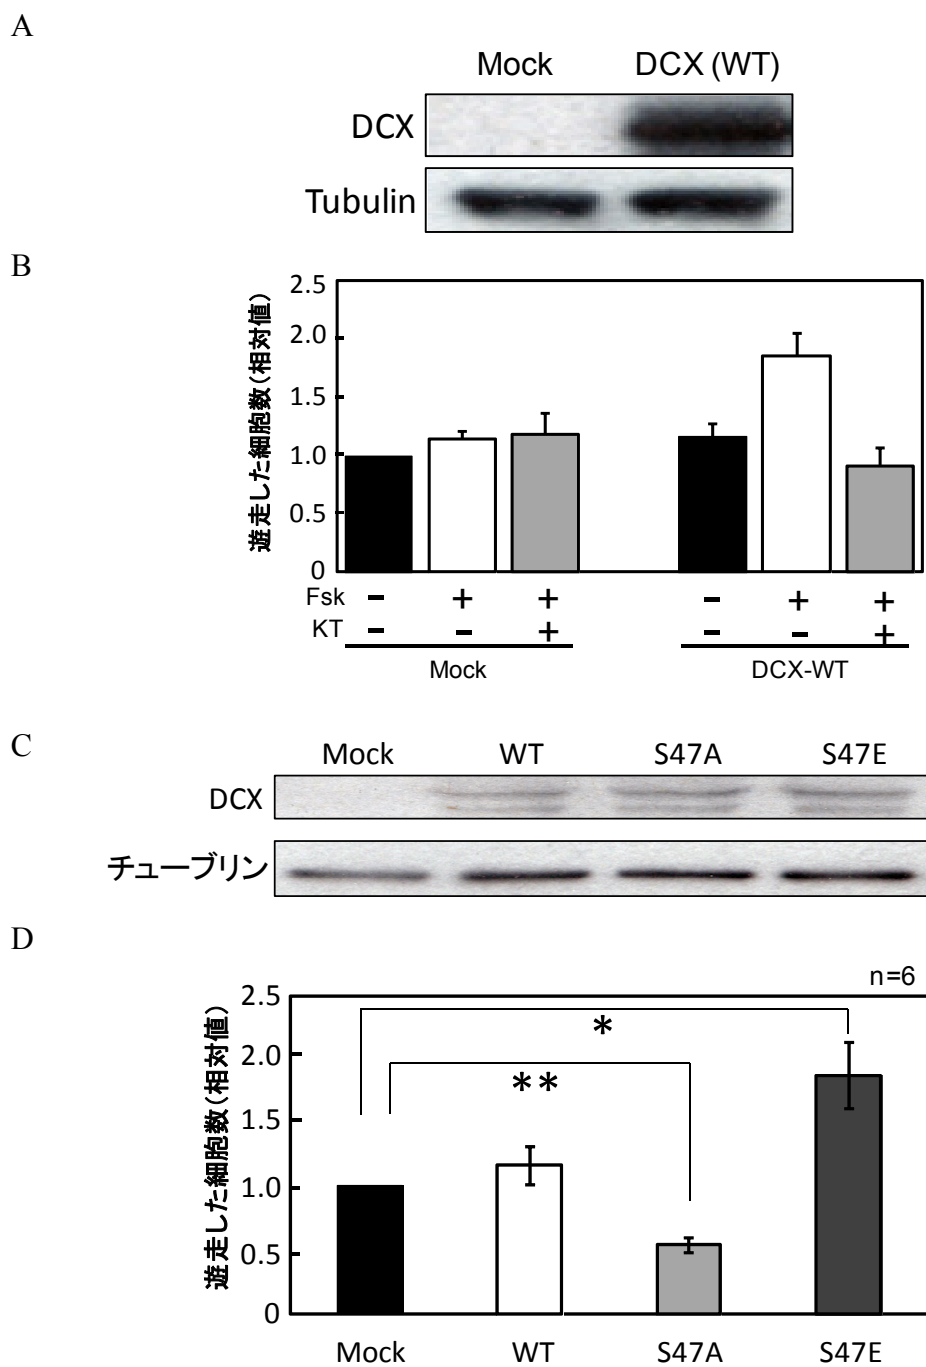 A
Mock DCX (WT)
DCX
Tubulin
B
遊走した細胞数(相対値)
2.5
2.0
1.5
1.0
0.5
0
Fsk - + + - + +
KT - - + - - +
Mock DCX-WT
C
Mock WT S47A S47E
DCX
チューブリン
D
n=6
遊走した細胞数(相対値)
2.5
2.0
1.5
1.0
0.5
0
*
**
Mock WT S47A S47E